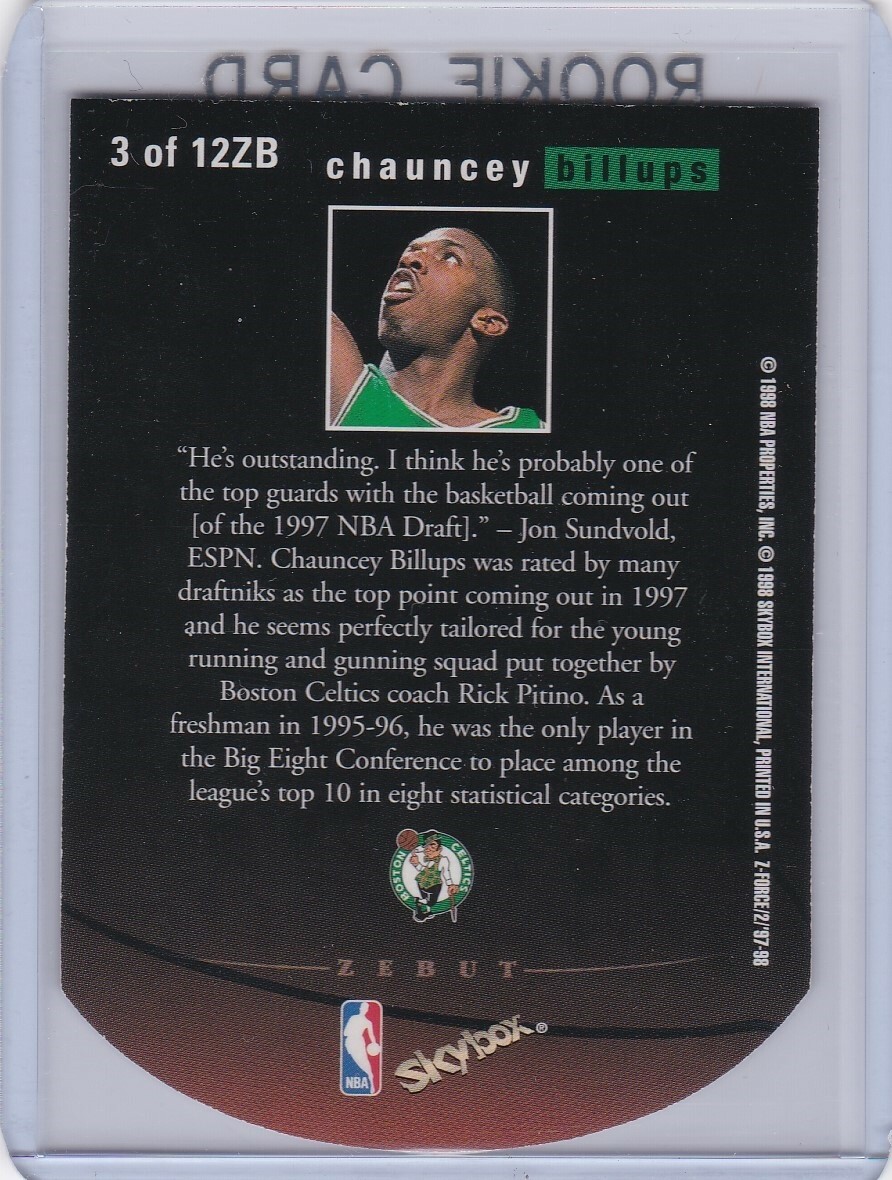 ROOKIE CARD
3 of 12ZB
chauncey billups
“He’s outstanding. I think he’s probably one of
the top guards with the basketball coming out
[of the 1997 NBA Draft].” – Jon Sundvold,
ESPN. Chauncey Billups was rated by many
draftniks as the top point coming out in 1997
and he seems perfectly tailored for the young
running and gunning squad put together by
Boston Celtics coach Rick Pitino. As a
freshman in 1995-96, he was the only player in
the Big Eight Conference to place among the
league’s top 10 in eight statistical categories.
BOSTON CELTICS
ZEBUT
NBA
skybox®
© 1998 NBA PROPERTIES, INC. © 1998 SKYBOX INTERNATIONAL, PRINTED IN U.S.A. Z-FORCE/2/'97-98